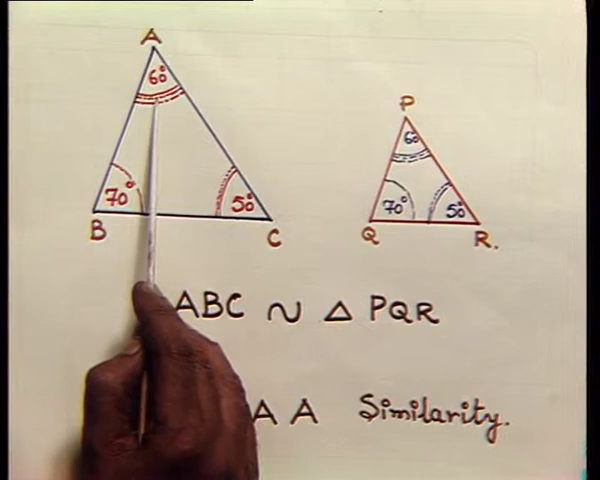 A
60°
70°
50°
B
C
P
60°
70°
50°
Q
R.
ABC ~ △ PQR
A A Similarity.